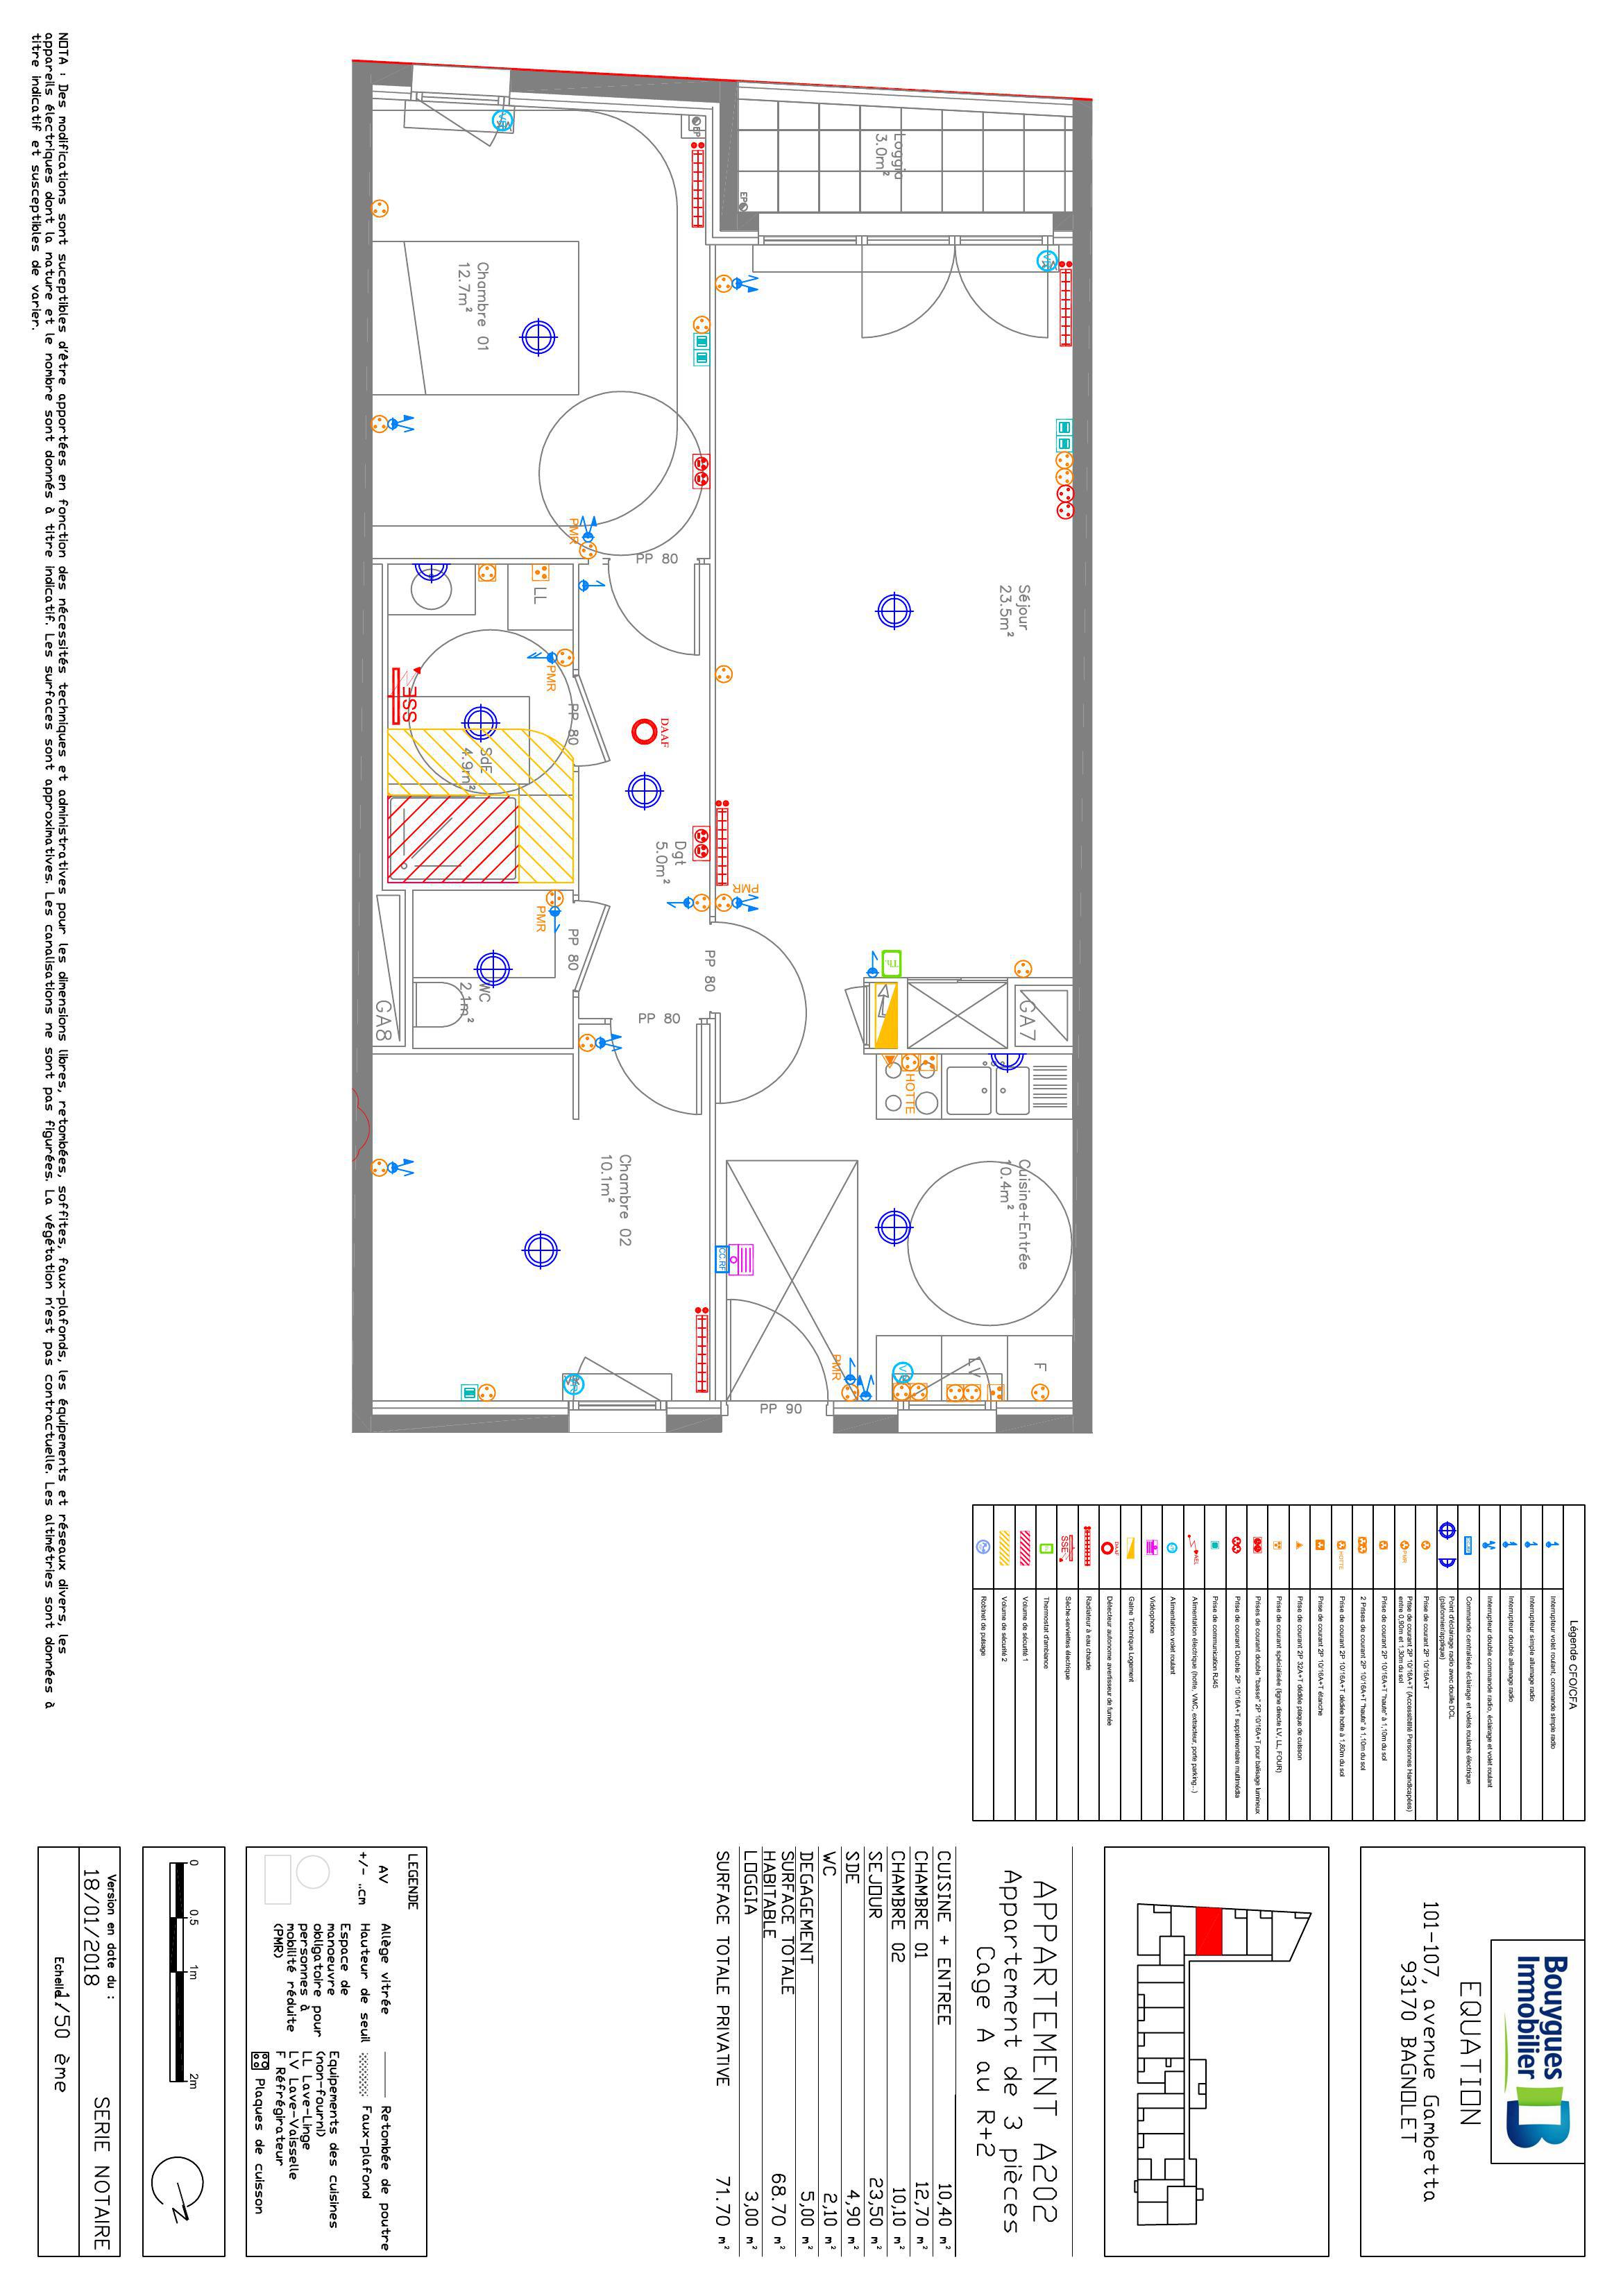 Bouygues
Immobilier
EQUATION
101-107, avenue Gambetta
93170 BAGNOLET
APPARTEMENT A202
Appartement de 3 pièces
Cage A au R+2
CUISINE + ENTREE 10,40 m²
CHAMBRE 01 12,70 m²
CHAMBRE 02 10,10 m²
SEJOUR 23,50 m²
SDE 4,90 m²
WC 2,10 m²
DEGAGEMENT 5,00 m²
SURFACE TOTALE
HABITABLE 68.70 m²
LOGGIA 3,00 m²
SURFACE TOTALE PRIVATIVE 71.70 m²
LEGENDE
AV Allège vitrée
+/- ..cm Hauteur de seuil
Espace de
manoeuvre
obligatoire pour
personnes à
mobilité réduite
(PMR)
Retombée de poutre
Faux-plafond
Equipements des cuisines
(non-fourni)
LL Lave-Linge
LV Lave-Vaisselle
F Réfrigérateur
Plaques de cuisson
0 0.5 1m 2m
N
Version en date du :
18/01/2018
SERIE NOTAIRE
Echelle 1/50 ème
Légende CFO/CFA
Interrupteur volet roulant, commande simple radio
Interrupteur simple allumage radio
Interrupteur double allumage radio
Interrupteur double commande radio, éclairage et volet roulant
Commande centralisée éclairage et volets roulants électrique
Point d'éclairage radio avec douille DCL
(plafonnier/applique)
Prise de courant 2P 10/16A+T
PMR
Prise de courant 2P 10/16A+T (Accessibilité Personnes Handicapées)
entre 0,90m et 1,30m du sol
Prise de courant 2P 10/16A+T "haute" à 1,10m du sol
2 Prises de courant 2P 10/16A+T "haute" à 1,10m du sol
HOTTE
Prise de courant 2P 10/16A+T dédiée hotte à 1,80m du sol
Prise de courant 2P 10/16A+T étanche
Prise de courant 2P 32A+T dédiée plaque de cuisson
Prise de courant spécialisée (ligne directe LV, LL, FOUR)
Prises de courant double "basse" 2P 10/16A+T pour balisage lumineux
Prise de courant Double 2P 10/16A+T supplémentaire multimédia
Prise de communication RJ45
Alimentation électrique (hotte, VMC, extracteur, porte parking...)
Alimentation volet roulant
Vidéophone
Gaine Technique Logement
DAAF
Détecteur autonome avertisseur de fumée
Radiateur à eau chaude
SSE
Sèche-serviettes électrique
Thermostat d'ambiance
Volume de sécurité 1
Volume de sécurité 2
Robinet de puisage
Loggia
3.0m²
EP
EP
VR
VR
Chambre 01
12.7m²
Séjour
23.5m²
PMR
PP 80
LL
PMR
SSE
PP 80
DAAF
SdE
4.9m²
Dgt
5.0m²
PMR
PMR
PP 80
PP 80
WC
2.1m²
GA8
PP 80
GA7
HOTTE
Chambre 02
10.1m²
Cuisine+Entrée
10.4m²
PMR
VR
VR
LV
F
PP 90
NOTA : Des modifications sont susceptibles d'être apportées en fonction des nécessités techniques et administratives pour les dimensions libres, retombées, soffites, faux-plafonds, les équipements et réseaux divers, les
appareils électriques dont la nature et le nombre sont donnés à titre indicatif. Les surfaces sont approximatives. Les canalisations ne sont pas figurées. La végétation n'est pas contractuelle. Les altimétries sont données à
titre indicatif et susceptibles de varier.